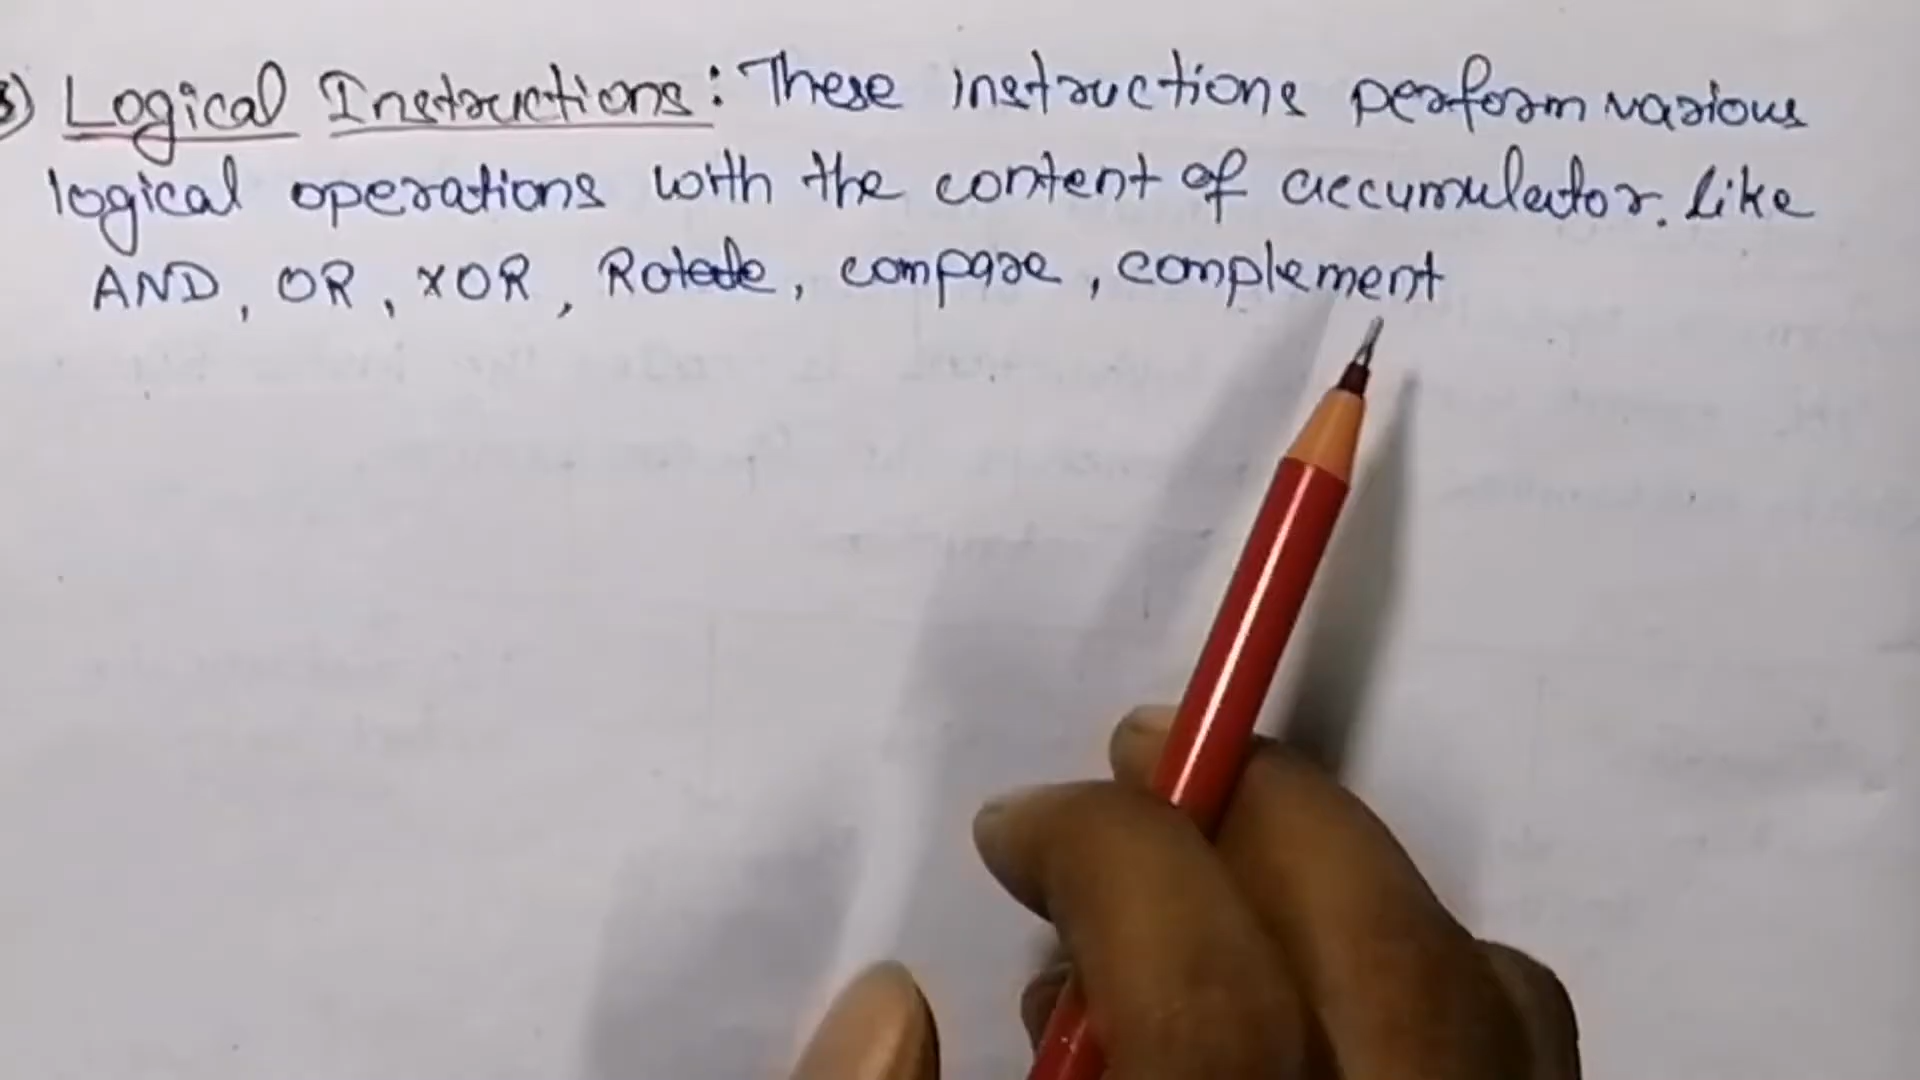 3) Logical Instructions: These instructions perform various
logical operations with the content of accumulator. like
AND, OR, XOR, Rotate, compare, complement